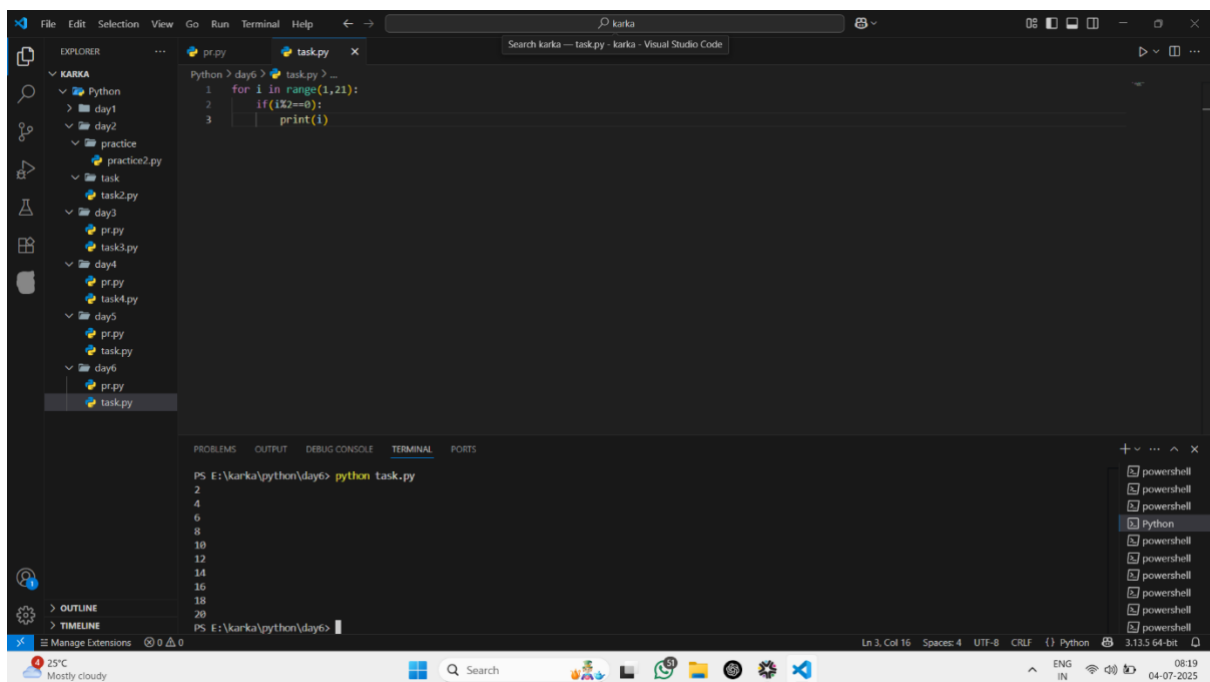 File Edit Selection View Go Run Terminal Help
karka
Search karka — task.py - karka - Visual Studio Code
EXPLORER
KARKA
Python
day1
day2
practice
practice2.py
task
task2.py
day3
pr.py
task3.py
day4
pr.py
task4.py
day5
pr.py
task.py
day6
pr.py
task.py
OUTLINE
TIMELINE
pr.py task.py
Python > day6 > task.py > ...
1 for i in range(1,21):
2 if(i%2==0):
3 print(i)
PROBLEMS OUTPUT DEBUG CONSOLE TERMINAL PORTS
PS E:\karka\python\day6> python task.py
2
4
6
8
10
12
14
16
18
20
PS E:\karka\python\day6>
powershell
powershell
powershell
Python
powershell
powershell
powershell
powershell
powershell
powershell
1
Manage Extensions 0 0 Ln 3, Col 16 Spaces: 4 UTF-8 CRLF {} Python 3.13.5 64-bit
4
25°C
Mostly cloudy
Search
51
ENG
IN
08:19
04-07-2025